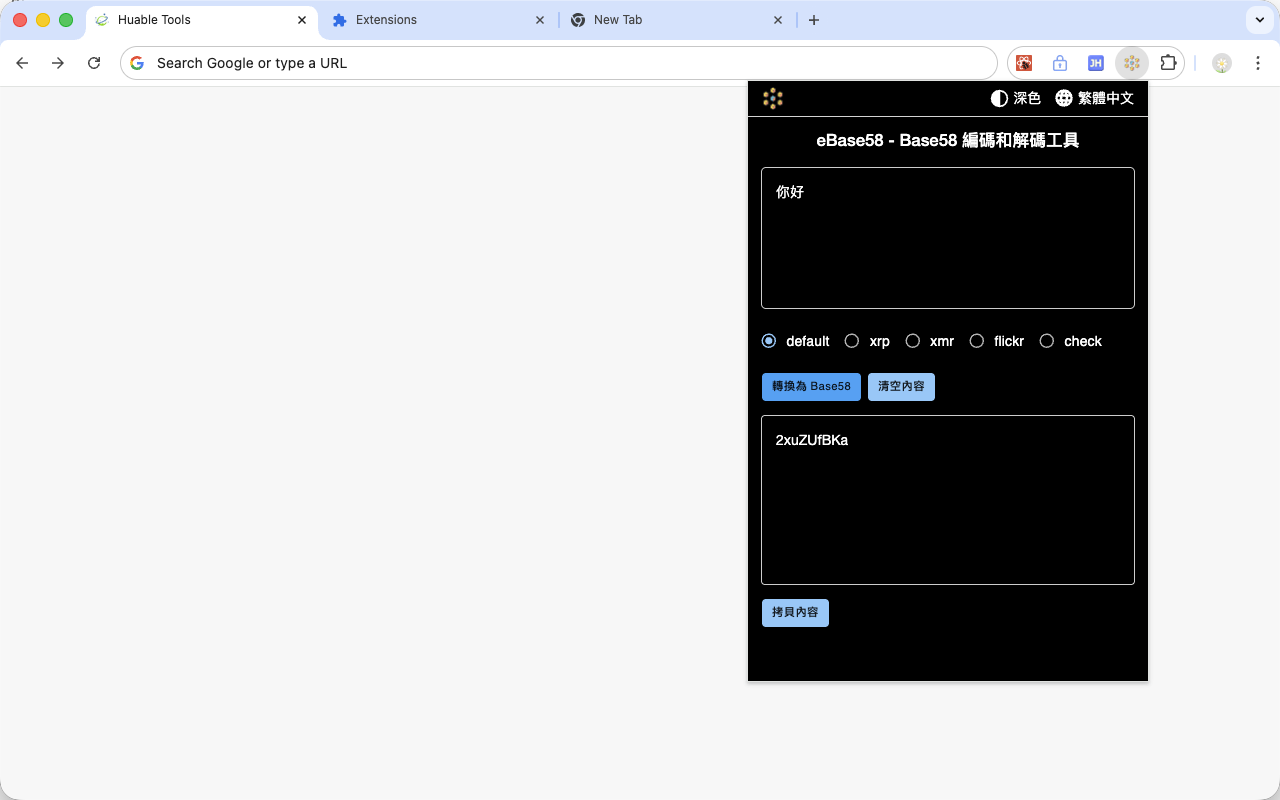 Huable Tools
Extensions
New Tab
Search Google or type a URL
JH
深色
繁體中文
eBase58 - Base58 編碼和解碼工具
你好
default
xrp
xmr
flickr
check
轉換為 Base58
清空內容
2xuZUfBKa
拷貝內容